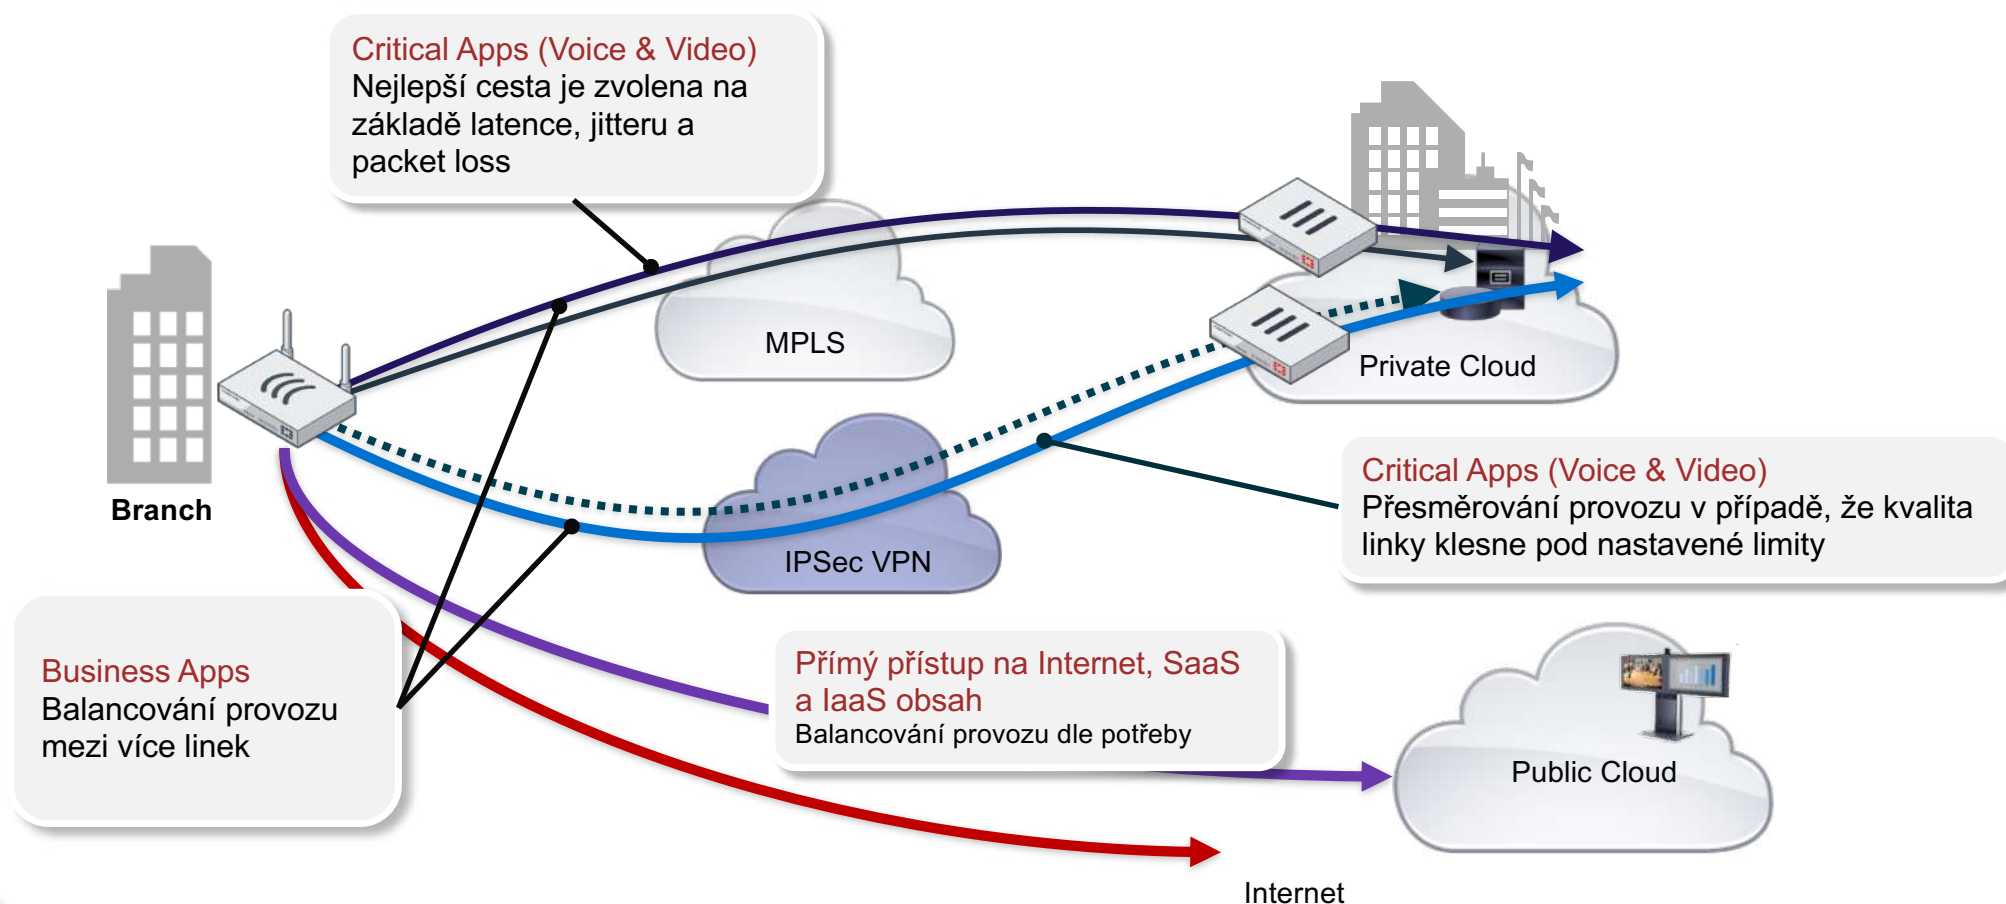 Critical Apps (Voice & Video)
Nejlepší cesta je zvolena na
základě latence, jitteru a
packet loss
MPLS
Private Cloud
Branch
IPSec VPN
Critical Apps (Voice & Video)
Přesměrování provozu v případě, že kvalita
linky klesne pod nastavené limity
Business Apps
Balancování provozu
mezi více linek
Přímý přístup na Internet, SaaS
a IaaS obsah
Balancování provozu dle potřeby
Public Cloud
Internet